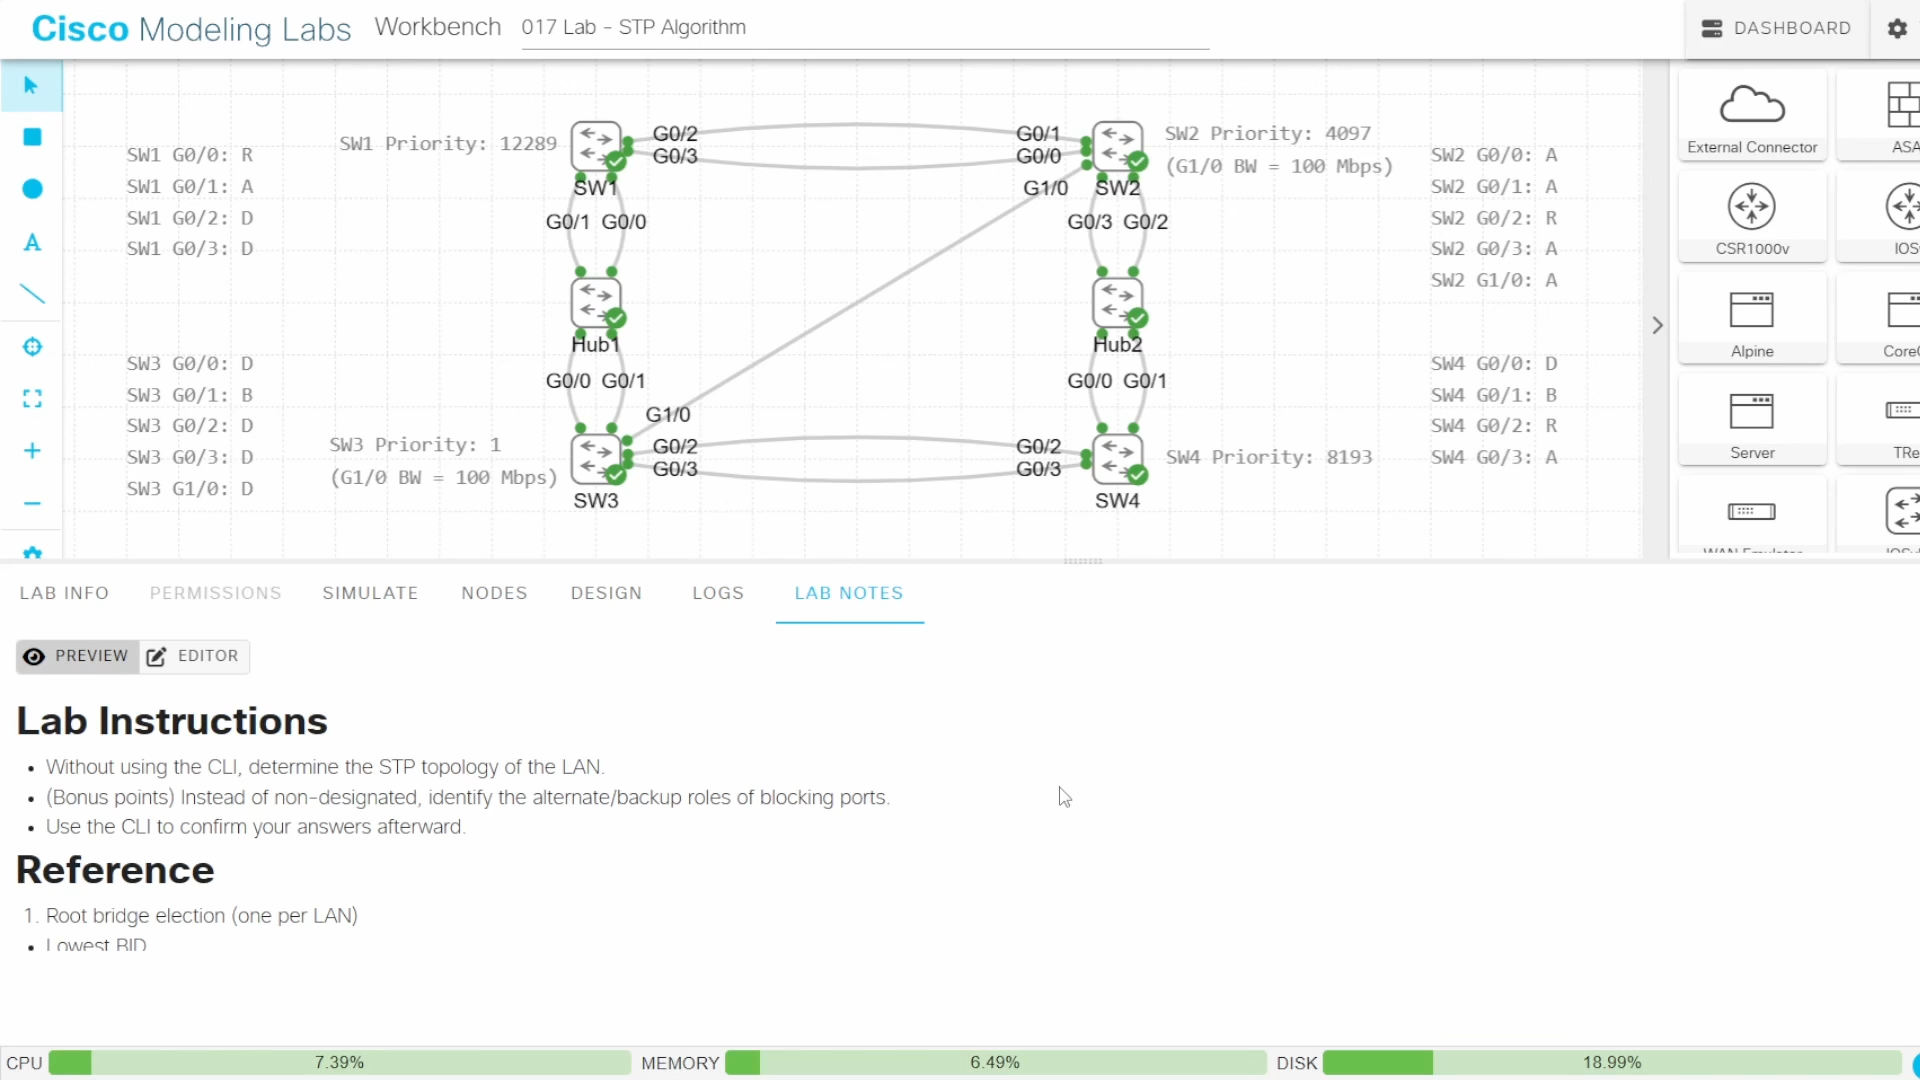 Cisco Modeling Labs Workbench 017 Lab - STP Algorithm DASHBOARD
SW1 G0/0: R
SW1 G0/1: A
SW1 G0/2: D
SW1 G0/3: D
SW1 Priority: 12289
G0/2
G0/3
G0/1
G0/0
G1/0
SW1
SW2
SW2 Priority: 4097
(G1/0 BW = 100 Mbps)
SW2 G0/0: A
SW2 G0/1: A
SW2 G0/2: R
SW2 G0/3: A
SW2 G1/0: A
G0/1 G0/0
G0/3 G0/2
Hub1
Hub2
G0/0 G0/1
G0/0 G0/1
SW3 G0/0: D
SW3 G0/1: B
SW3 G0/2: D
SW3 G0/3: D
SW3 G1/0: D
SW3 Priority: 1
(G1/0 BW = 100 Mbps)
G1/0
G0/2
G0/3
G0/2
G0/3
SW3
SW4
SW4 Priority: 8193
SW4 G0/0: D
SW4 G0/1: B
SW4 G0/2: R
SW4 G0/3: A
External Connector
ASA
CSR1000v
IOS
Alpine
Core
Server
TRe
LAB INFO PERMISSIONS SIMULATE NODES DESIGN LOGS LAB NOTES
PREVIEW EDITOR
Lab Instructions
• Without using the CLI, determine the STP topology of the LAN.
• (Bonus points) Instead of non-designated, identify the alternate/backup roles of blocking ports.
• Use the CLI to confirm your answers afterward.
Reference
1. Root bridge election (one per LAN)
• Lowest BID
CPU 7.39% MEMORY 6.49% DISK 18.99%